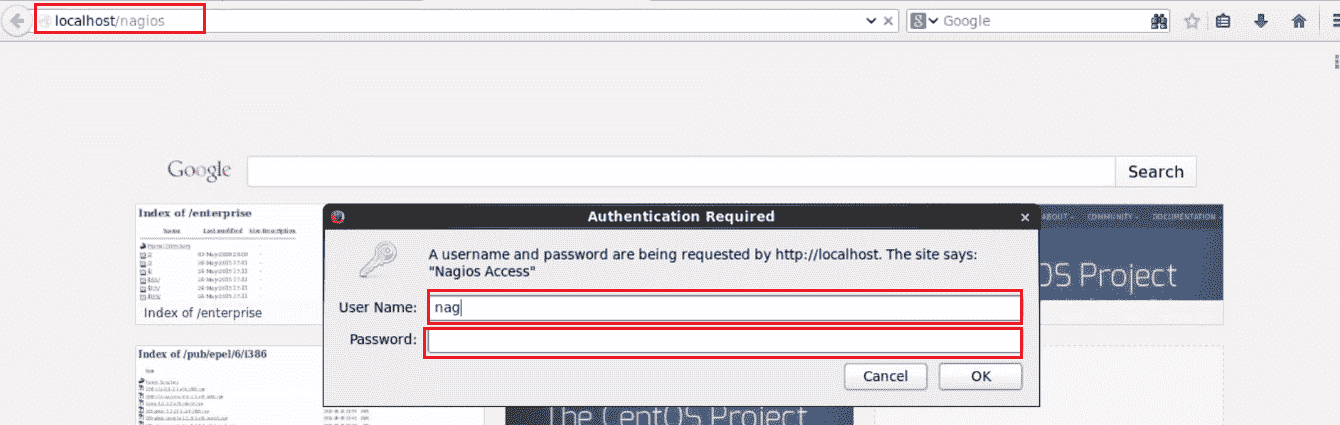 localhost/nagios
Google
Google
Search
Index of /enterprise
Name Last modified Size Description
Parent Directory
Index of /enterprise
Authentication Required
A username and password are being requested by http://localhost. The site says:
"Nagios Access"
User Name: nag
Password:
Cancel
OK
ABOUT
COMMUNITY
DOCUMENTATION
OS Project
Index of /pub/epel/6/i386
The CentOS Project